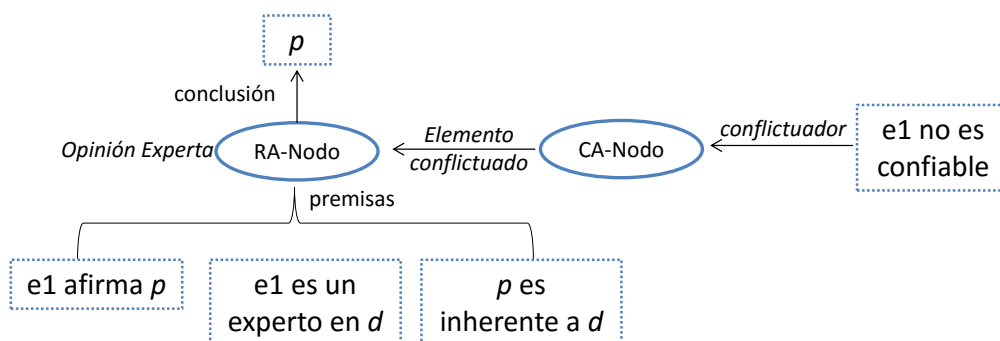 p
conclusión
Opinión Experta
RA-Nodo
Elemento
conflictuado
CA-Nodo
conflictuador
e1 no es
confiable
premisas
e1 afirma p
e1 es un
experto en d
p es
inherente a d